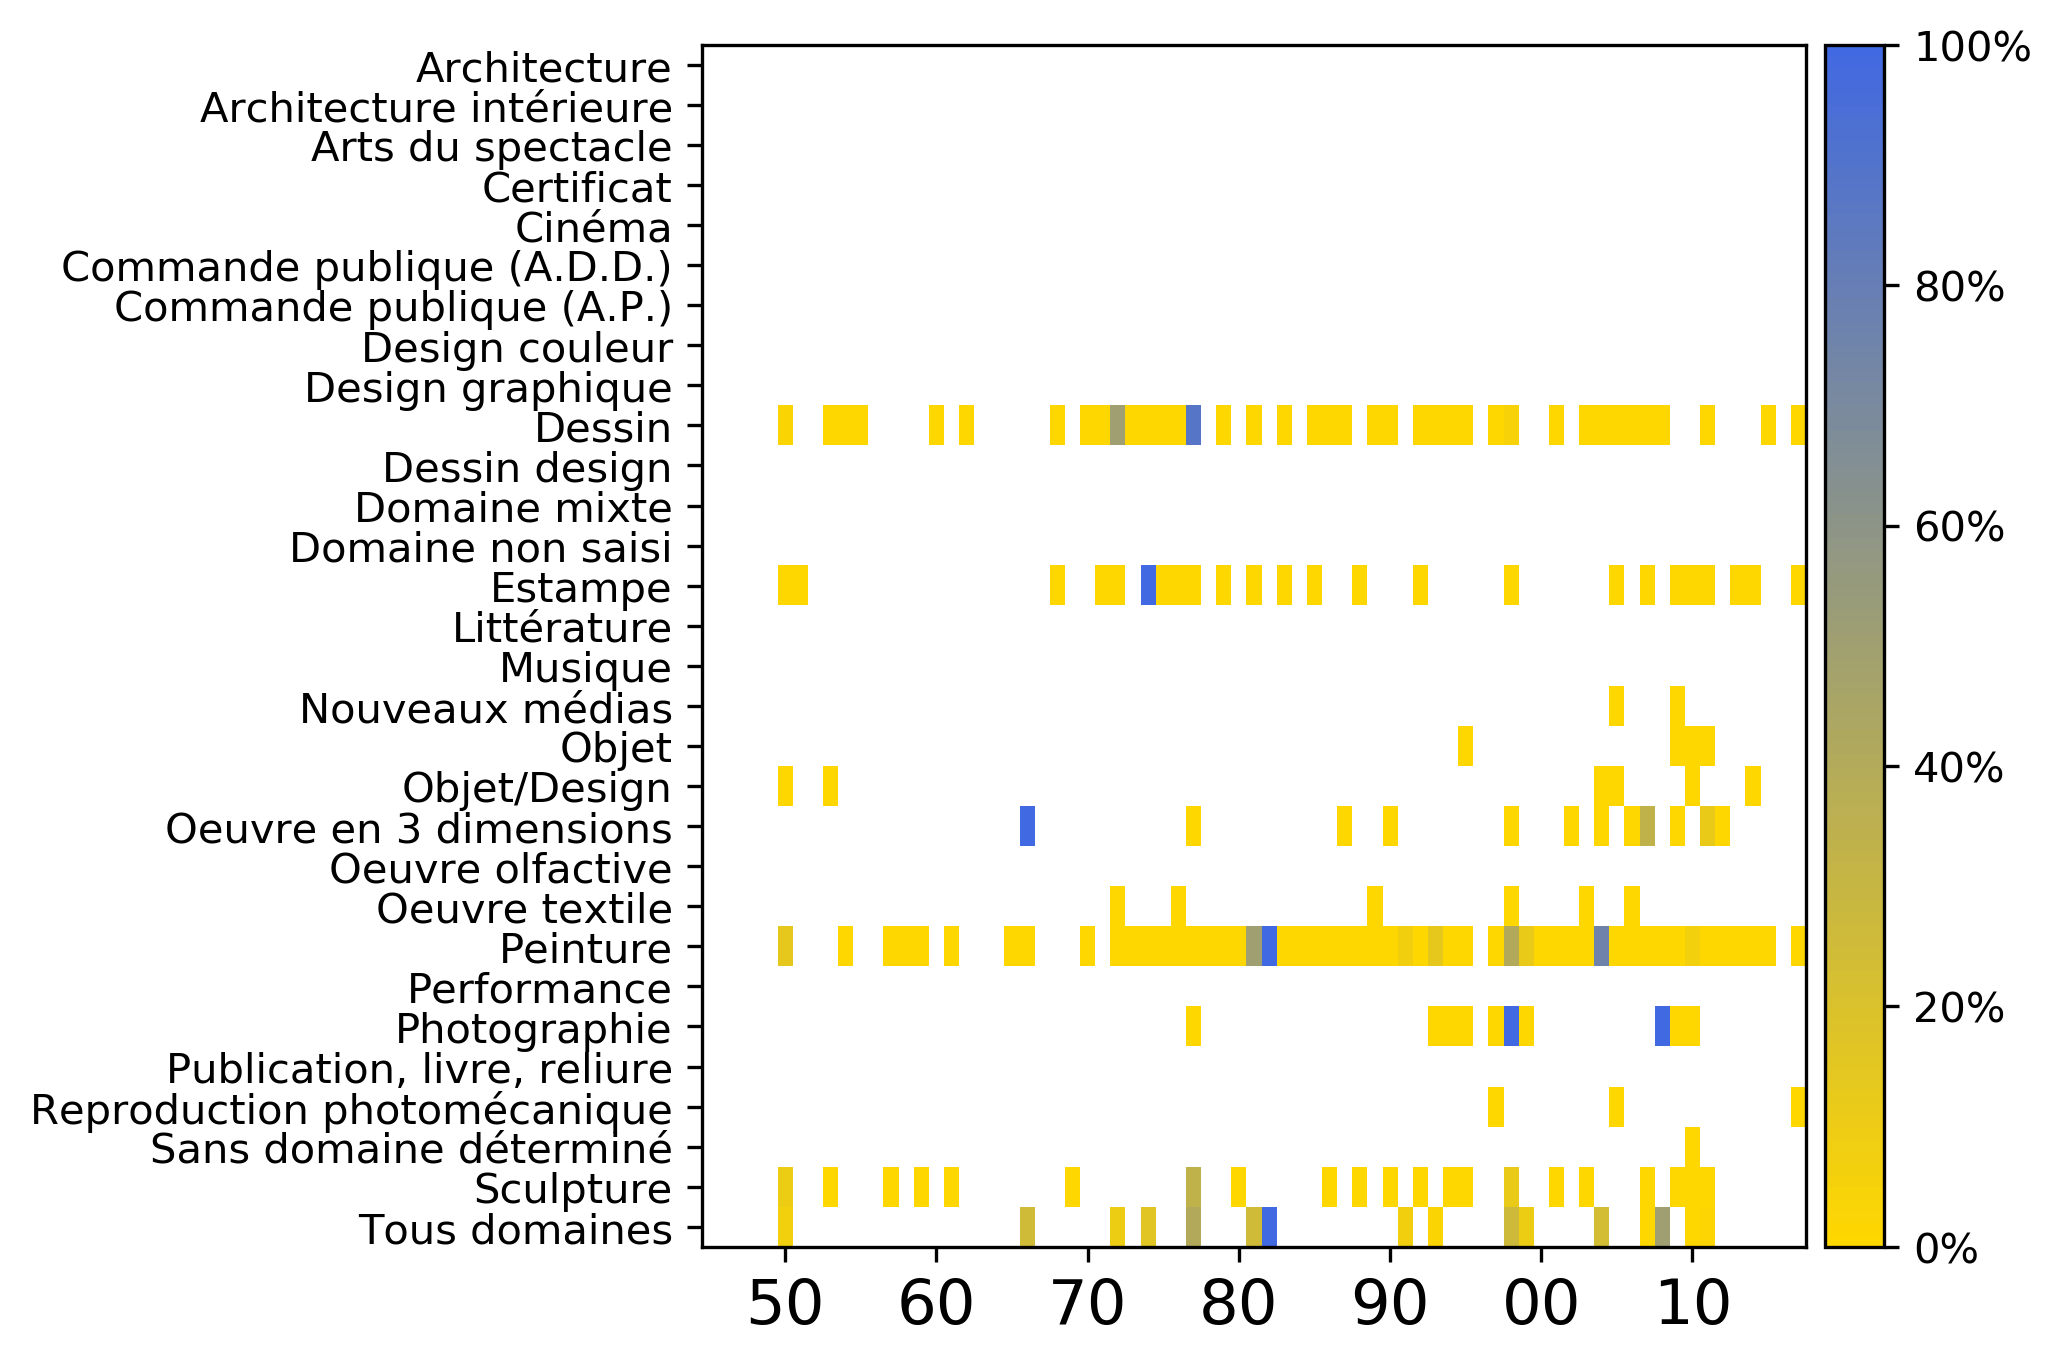 Architecture
Architecture intérieure
Arts du spectacle
Certificat
Cinéma
Commande publique (A.D.D.)
Commande publique (A.P.)
Design couleur
Design graphique
Dessin
Dessin design
Domaine mixte
Domaine non saisi
Estampe
Littérature
Musique
Nouveaux médias
Objet
Objet/Design
Oeuvre en 3 dimensions
Oeuvre olfactive
Oeuvre textile
Peinture
Performance
Photographie
Publication, livre, reliure
Reproduction photomécanique
Sans domaine déterminé
Sculpture
Tous domaines
50 60 70 80 90 00 10
100%
80%
60%
40%
20%
0%